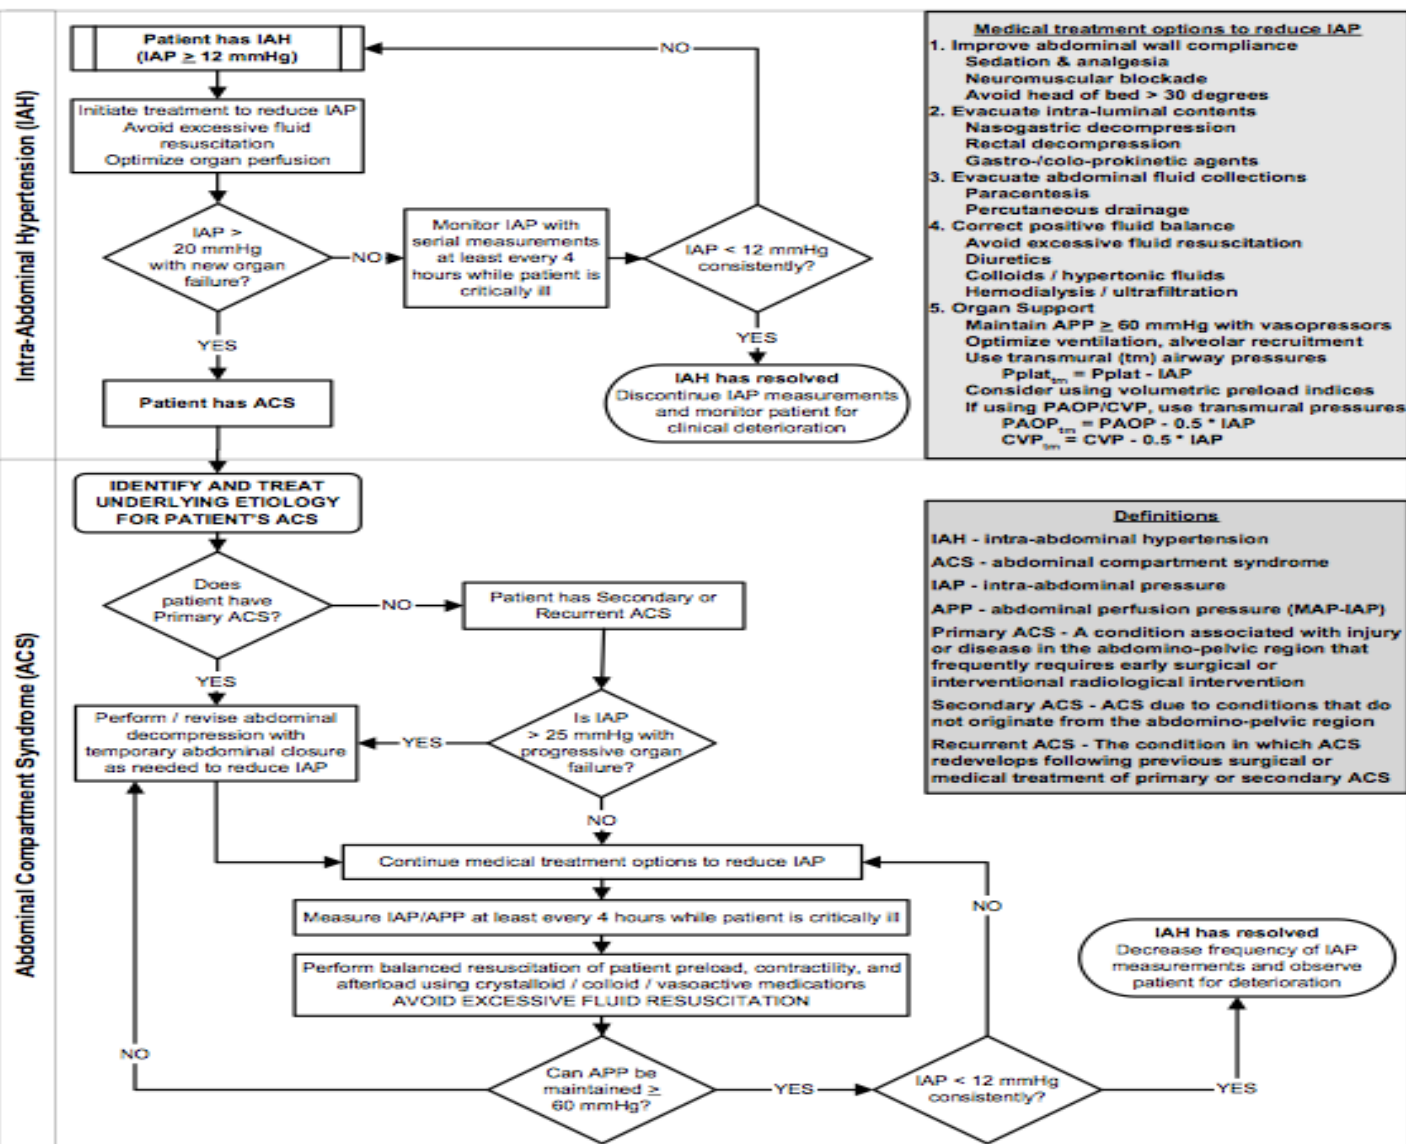 Intra-Abdominal Hypertension (IAH)
Patient has IAH
(IAP ≥ 12 mmHg)
NO
Initiate treatment to reduce IAP
Avoid excessive fluid
resuscitation
Optimize organ perfusion
IAP >
20 mmHg
with new organ
failure?
NO
Monitor IAP with
serial measurements
at least every 4
hours while patient is
critically ill
IAP < 12 mmHg
consistently?
YES
YES
Patient has ACS
IAH has resolved
Discontinue IAP measurements
and monitor patient for
clinical deterioration
Medical treatment options to reduce IAP
1. Improve abdominal wall compliance
Sedation & analgesia
Neuromuscular blockade
Avoid head of bed > 30 degrees
2. Evacuate intra-luminal contents
Nasogastric decompression
Rectal decompression
Gastro-/colo-prokinetic agents
3. Evacuate abdominal fluid collections
Paracentesis
Percutaneous drainage
4. Correct positive fluid balance
Avoid excessive fluid resuscitation
Diuretics
Colloids / hypertonic fluids
Hemodialysis / ultrafiltration
5. Organ Support
Maintain APP ≥ 60 mmHg with vasopressors
Optimize ventilation, alveolar recruitment
Use transmural (tm) airway pressures
Pplat tm = Pplat - IAP
Consider using volumetric preload indices
If using PAOP/CVP, use transmural pressures
PAOP tm = PAOP - 0.5 * IAP
CVP tm = CVP - 0.5 * IAP
Abdominal Compartment Syndrome (ACS)
IDENTIFY AND TREAT
UNDERLYING ETIOLOGY
FOR PATIENT'S ACS
Does
patient have
Primary ACS?
NO
Patient has Secondary or
Recurrent ACS
YES
Perform / revise abdominal
decompression with
temporary abdominal closure
as needed to reduce IAP
YES
Is IAP
> 25 mmHg with
progressive organ
failure?
NO
Continue medical treatment options to reduce IAP
Measure IAP/APP at least every 4 hours while patient is critically ill
Perform balanced resuscitation of patient preload, contractility, and
afterload using crystalloid / colloid / vasoactive medications
AVOID EXCESSIVE FLUID RESUSCITATION
NO
Can APP be
maintained ≥
60 mmHg?
YES
IAP < 12 mmHg
consistently?
NO
YES
IAH has resolved
Decrease frequency of IAP
measurements and observe
patient for deterioration
Definitions
IAH - intra-abdominal hypertension
ACS - abdominal compartment syndrome
IAP - intra-abdominal pressure
APP - abdominal perfusion pressure (MAP-IAP)
Primary ACS - A condition associated with injury
or disease in the abdomino-pelvic region that
frequently requires early surgical or
interventional radiological intervention
Secondary ACS - ACS due to conditions that do
not originate from the abdomino-pelvic region
Recurrent ACS - The condition in which ACS
redevelops following previous surgical or
medical treatment of primary or secondary ACS